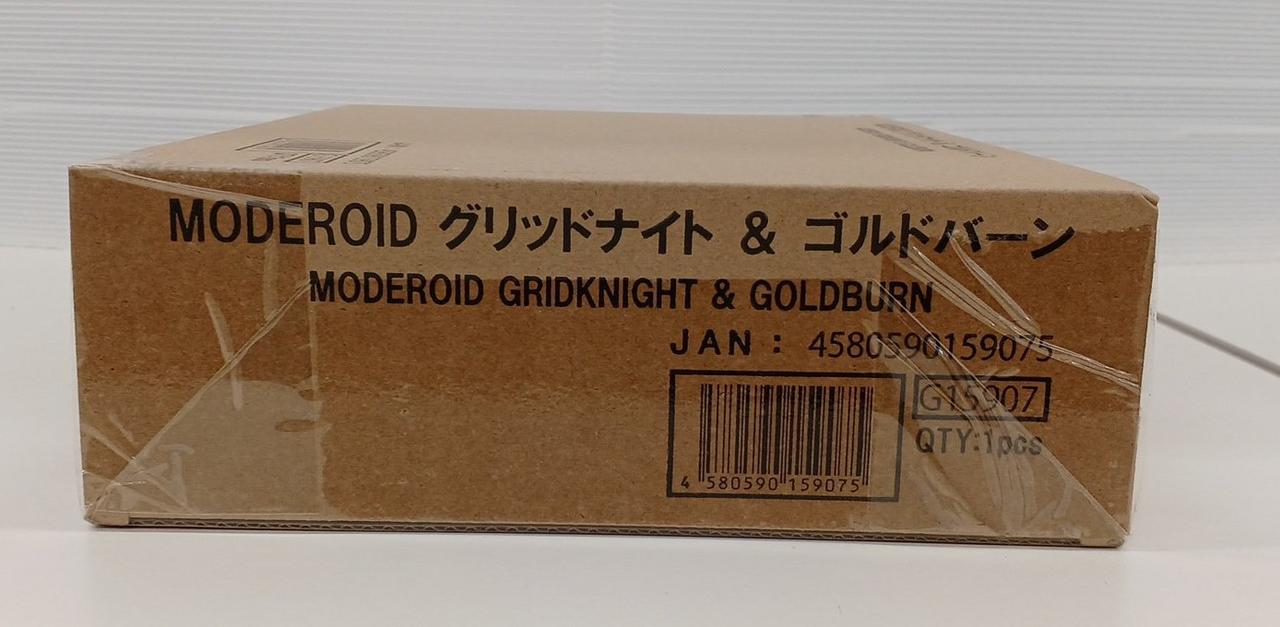 MODEROID グリッドナイト & ゴルドバーン
MODEROID GRIDKNIGHT & GOLDBURN
JAN : 4580590159075
G15907
QTY:1pcs
4 580590 159075